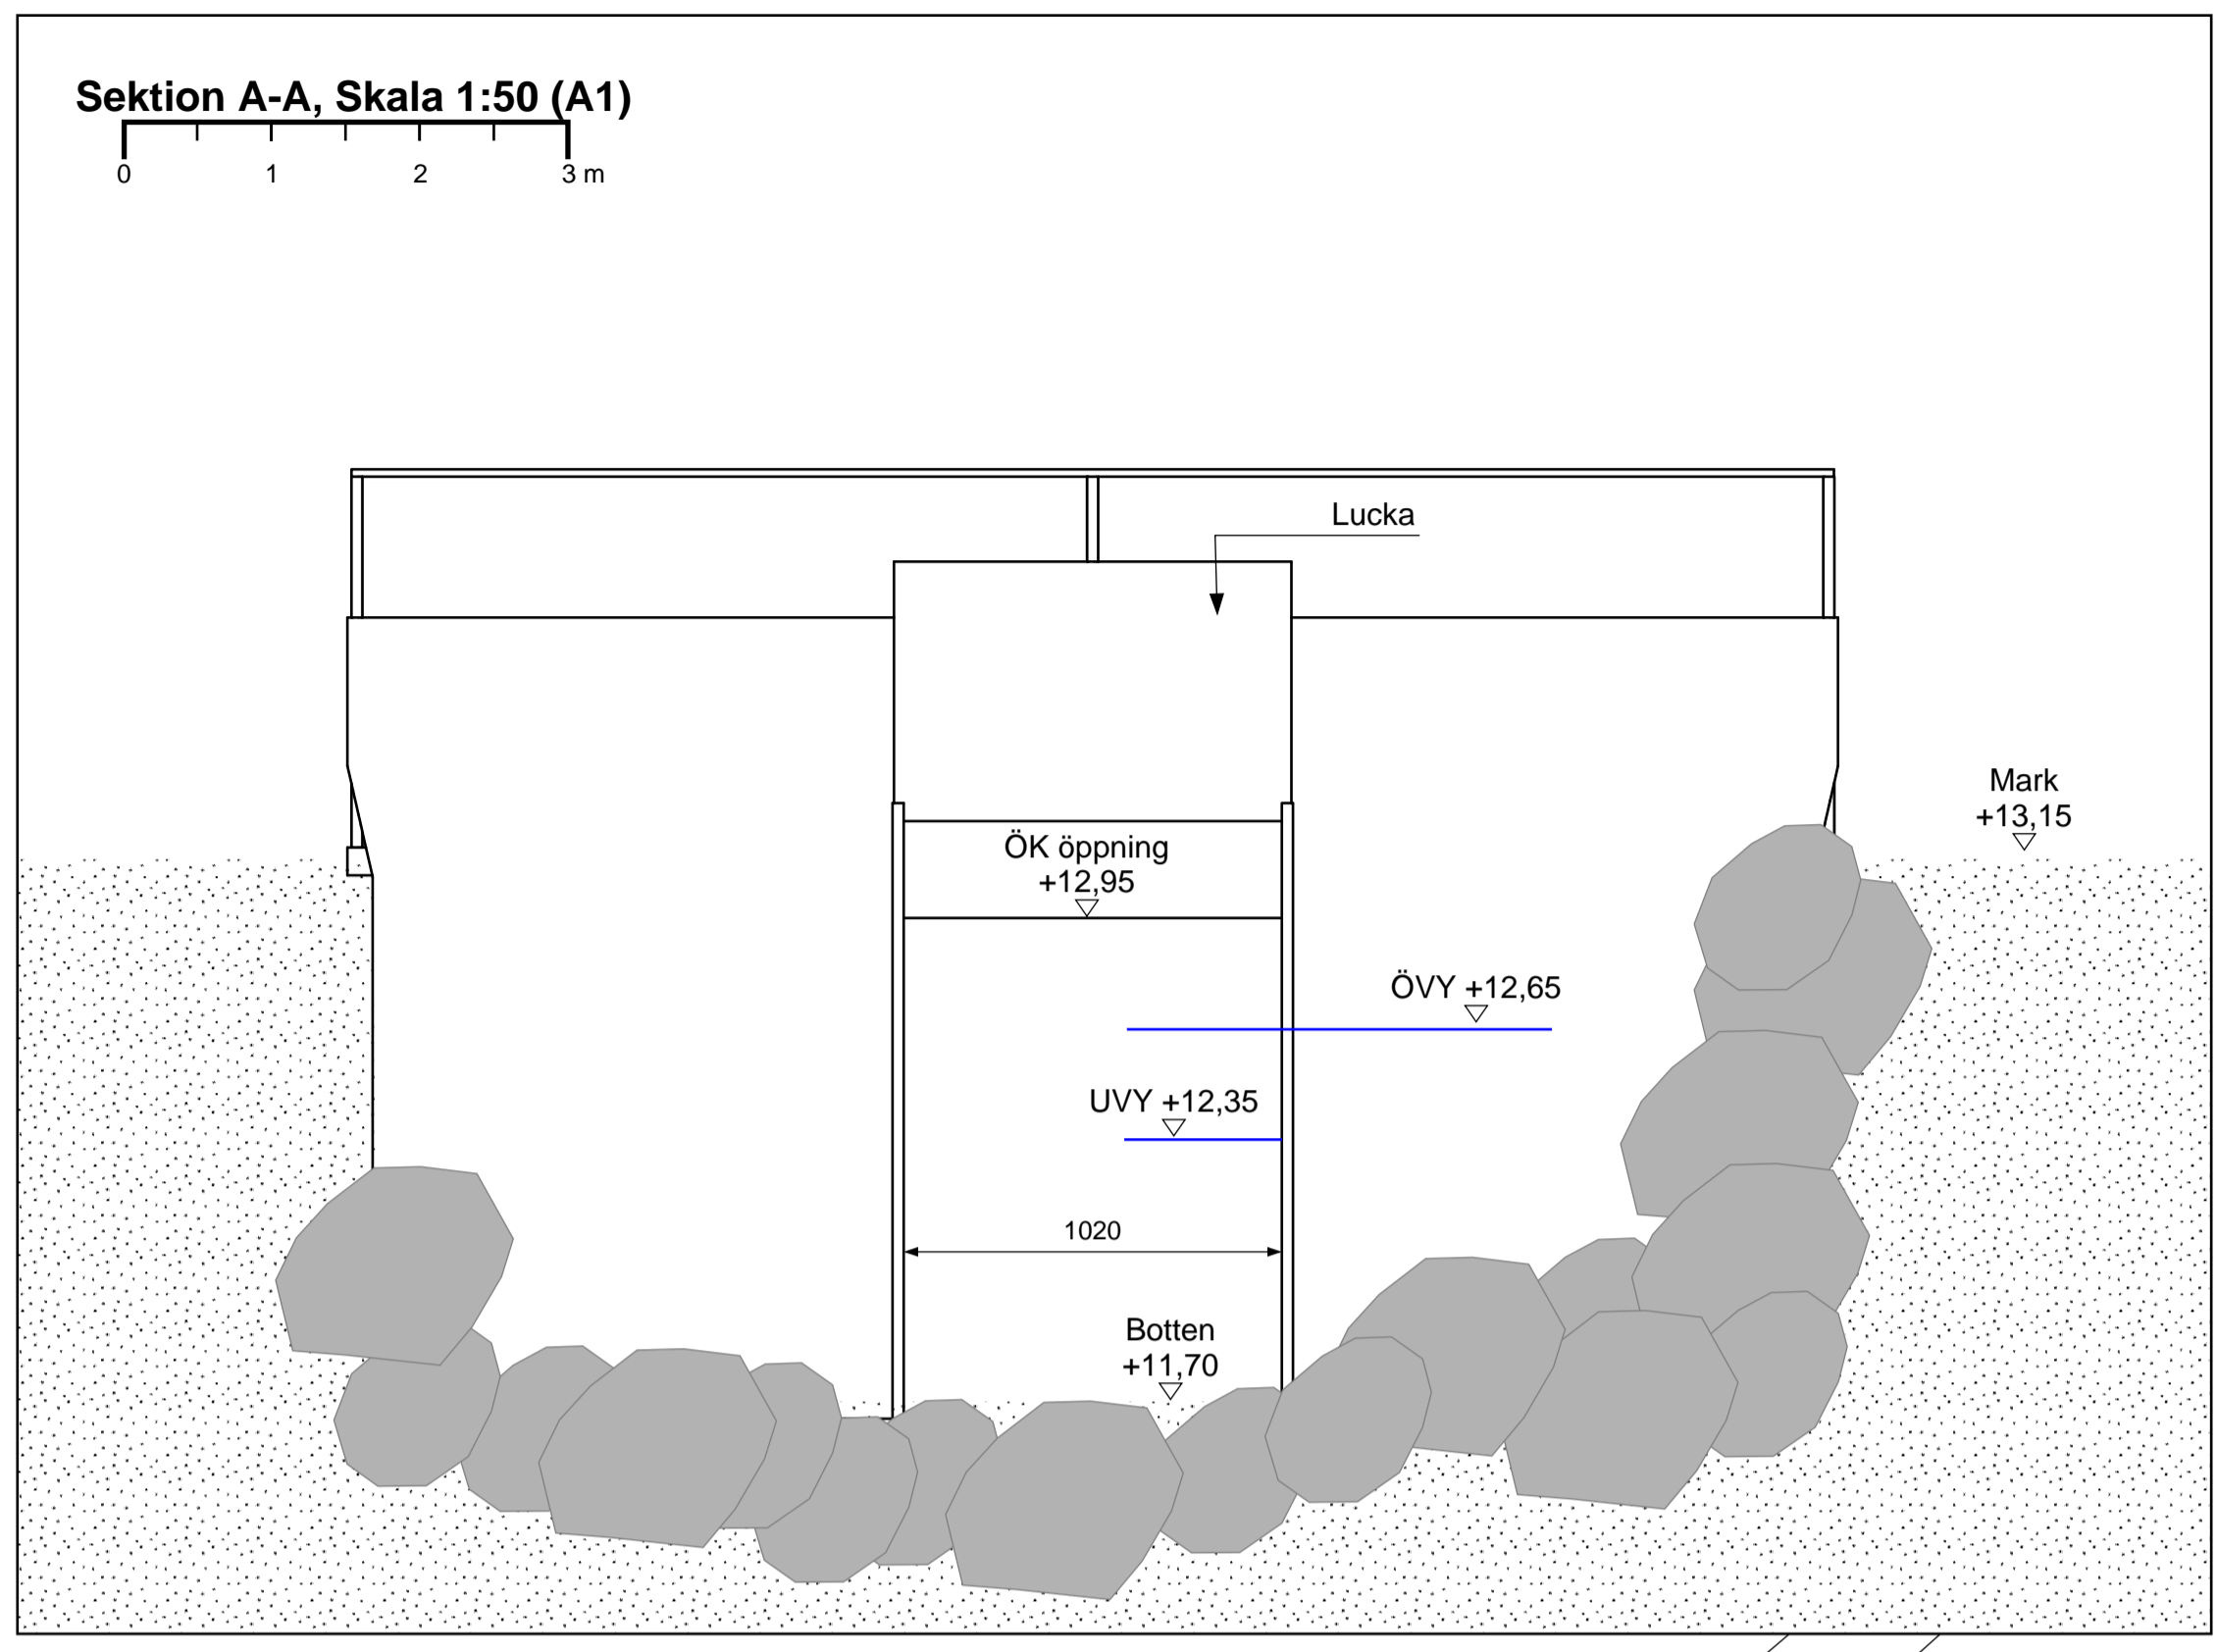 Sektion A-A, Skala 1:50 (A1)
0 1 2 3 m
Lucka
Mark
+13,15
ÖK öppning
+12,95
ÖVY +12,65
UVY +12,35
1020
Botten
+11,70